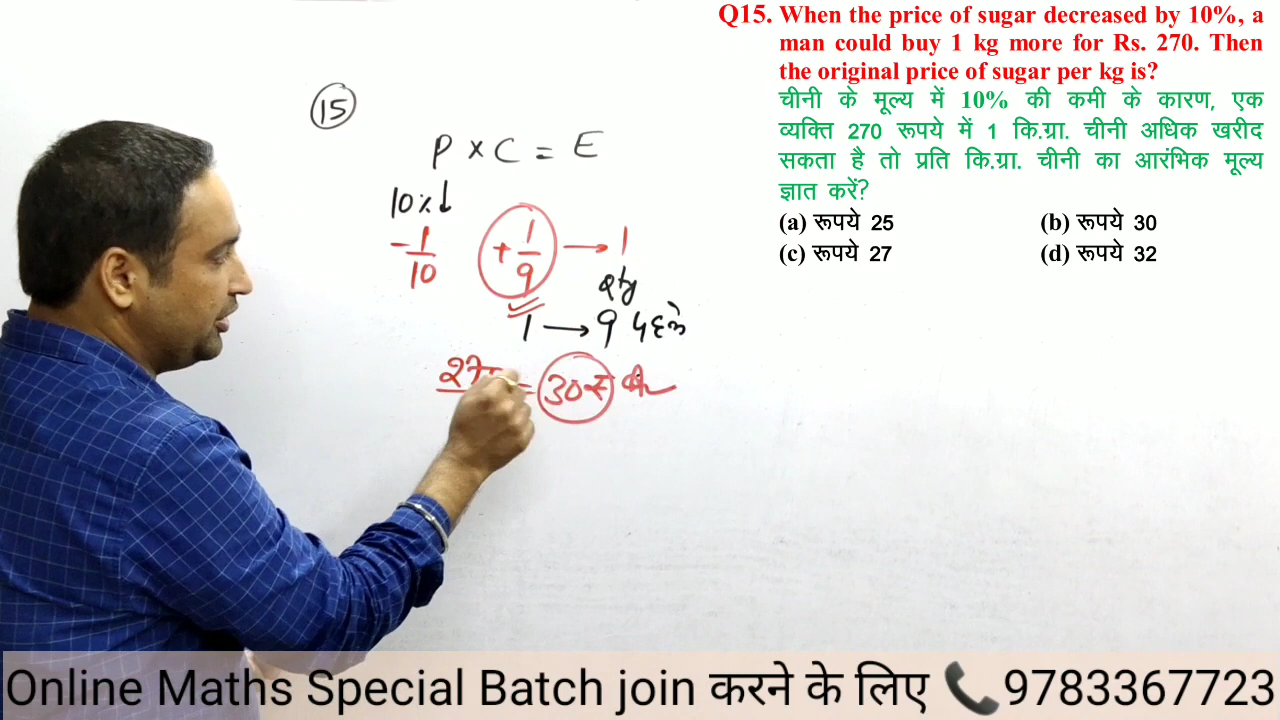 Q15. When the price of sugar decreased by 10%, a
man could buy 1 kg more for Rs. 270. Then
the original price of sugar per kg is?
चीनी के मूल्य में 10% की कमी के कारण, एक
व्यक्ति 270 रूपये में 1 कि.ग्रा. चीनी अधिक खरीद
सकता है तो प्रति कि.ग्रा. चीनी का आरंभिक मूल्य
ज्ञात करें?
(a) रूपये 25 (b) रूपये 30
(c) रूपये 27 (d) रूपये 32
15
P × C = E
10%↓
-1/10 +1/9 → 1
qty
1 → 9 पहले
27 = 30रु
Online Maths Special Batch join करने के लिए 📞9783367723